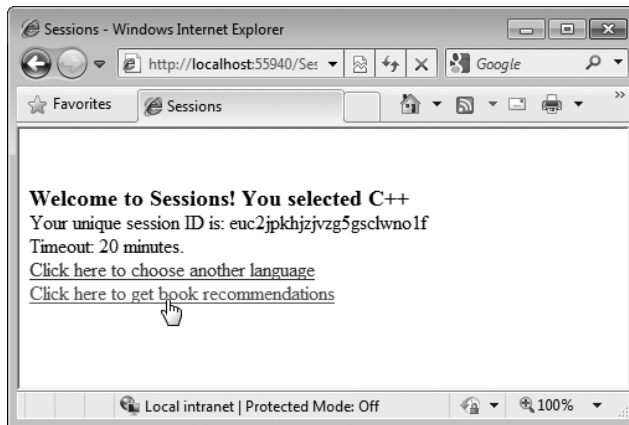 Sessions - Windows Internet Explorer
http://localhost:55940/Ses
Google
Favorites
Sessions
Welcome to Sessions! You selected C++
Your unique session ID is: euc2jpkhjzjvzg5gsclwno1f
Timeout: 20 minutes.
Click here to choose another language
Click here to get book recommendations
Local intranet | Protected Mode: Off
100%